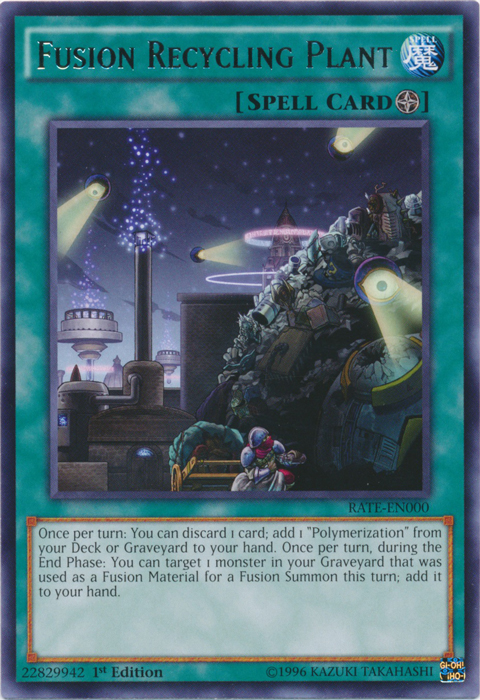 FUSION RECYCLING PLANT
SPELL
魔
[SPELL CARD]
RATE-EN000
Once per turn: You can discard 1 card; add 1 "Polymerization" from
your Deck or Graveyard to your hand. Once per turn, during the
End Phase: You can target 1 monster in your Graveyard that was
used as a Fusion Material for a Fusion Summon this turn; add it
to your hand.
22829942 1st Edition ©1996 KAZUKI TAKAHASHI